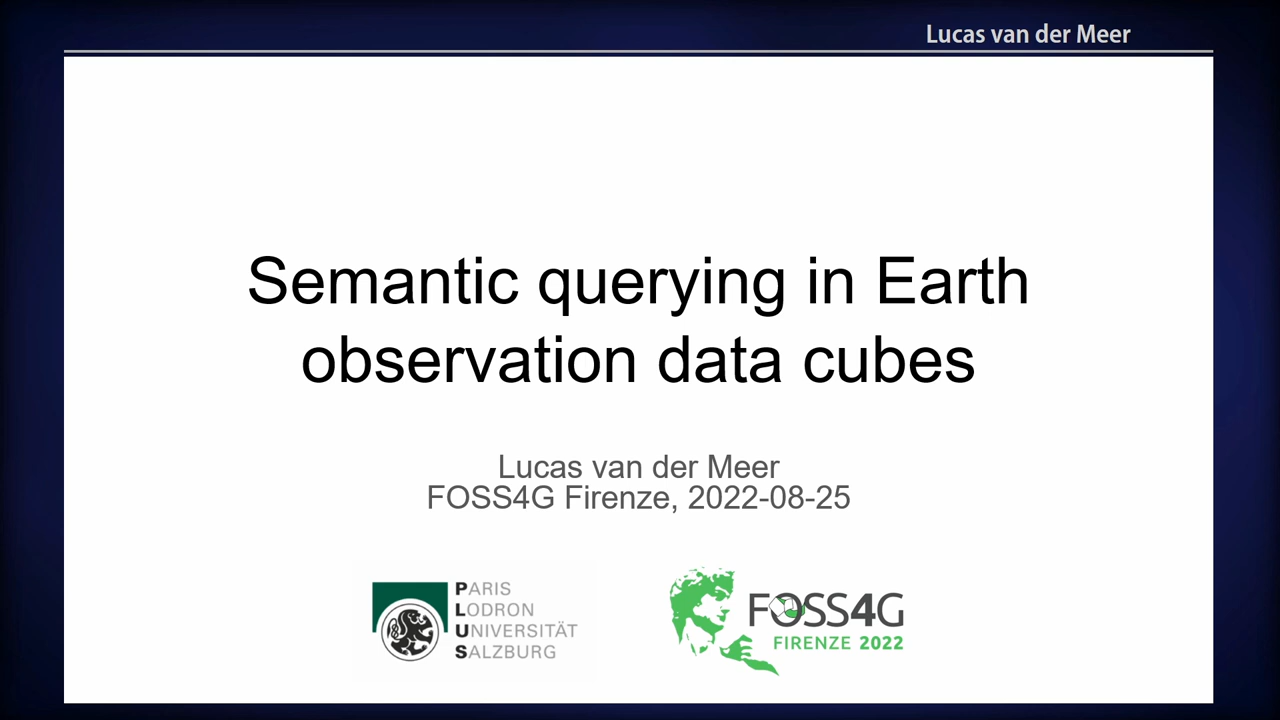 Lucas van der Meer
Semantic querying in Earth
observation data cubes
Lucas van der Meer
FOSS4G Firenze, 2022-08-25
PARIS
LODRON
UNIVERSITÄT
SALZBURG
FOSS4G
FIRENZE 2022